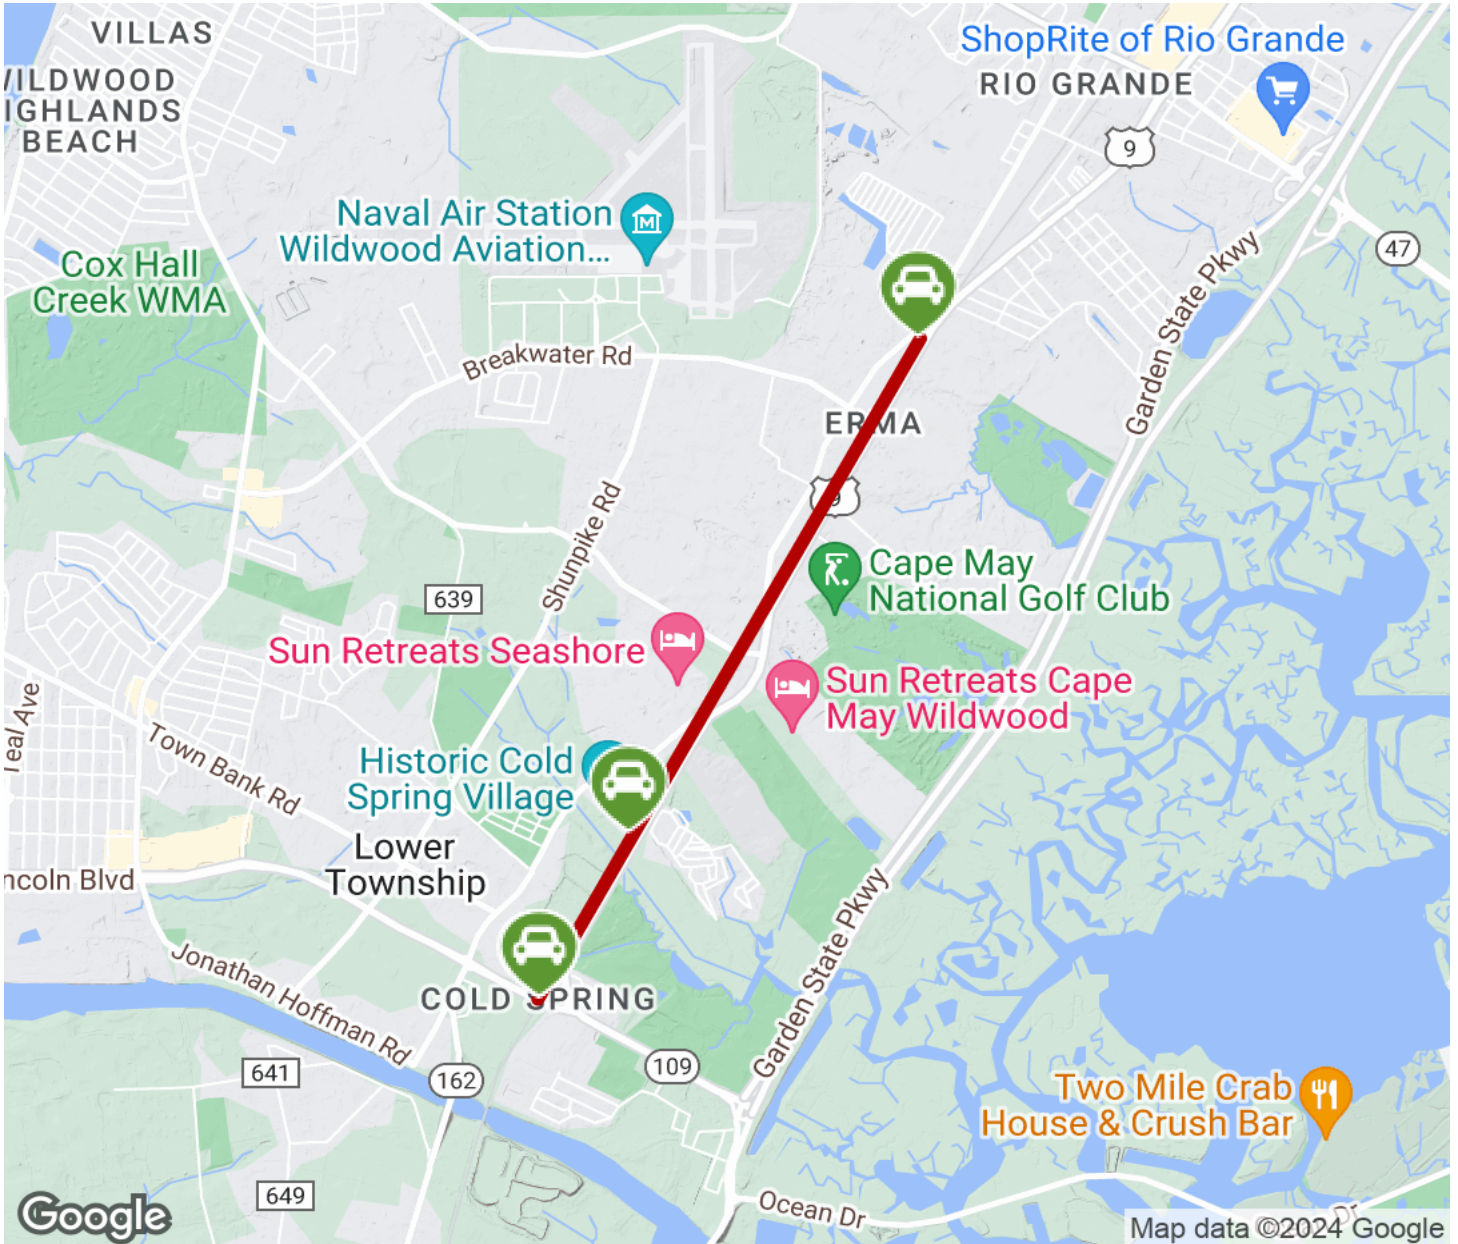 VILLAS
ShopRite of Rio Grande
WILDWOOD
RIO GRANDE
BEACH
9
Naval Air Station
Wildwood Aviation...
47
Cox Hall
Creek WMA
Garden State Pkwy
Breakwater Rd
ERMA
9
Shunpike Rd
Cape May
National Golf Club
639
Sun Retreats Seashore
Sun Retreats Cape
May Wildwood
Teal Ave
Town Bank Rd
Historic Cold
Spring Village
Lower
Township
ncoln Blvd
Garden State Pkwy
Jonathan Hoffman Rd
COLD SPRING
109
641
162
Two Mile Crab
House & Crush Bar
649
Ocean Dr
Google
Map data ©2024 Google